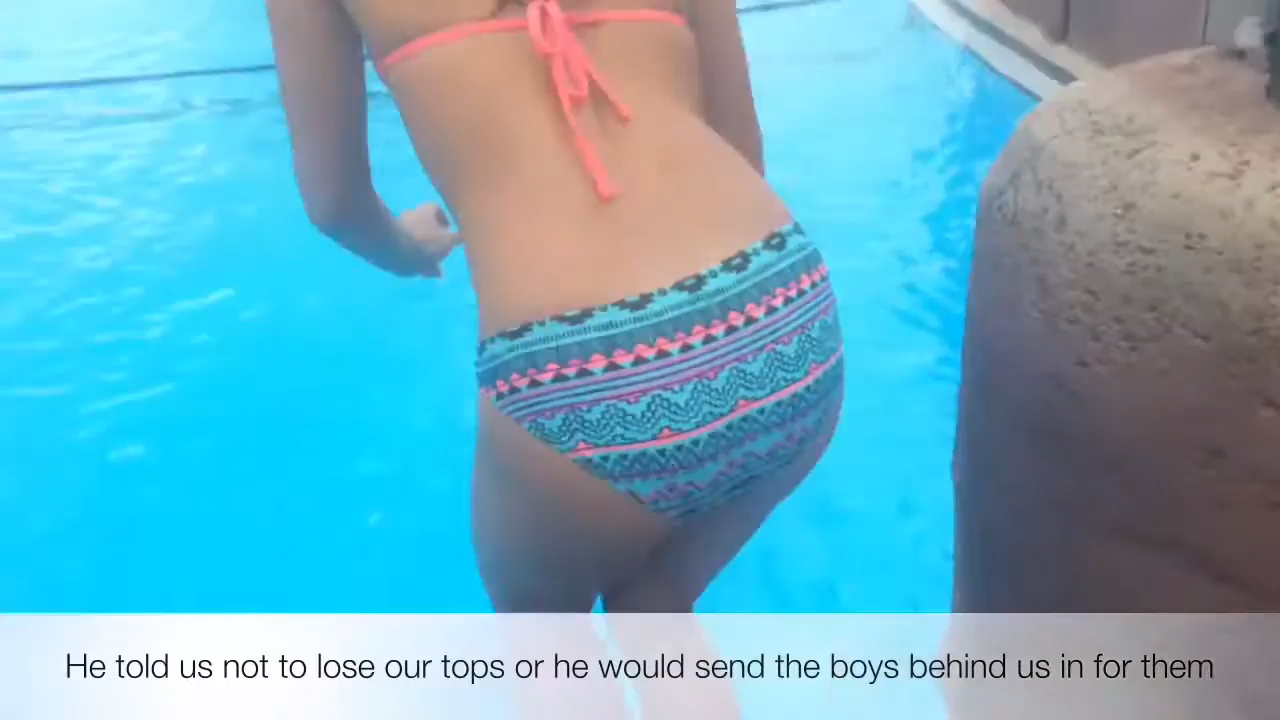 He told us not to lose our tops or he would send the boys behind us in for them